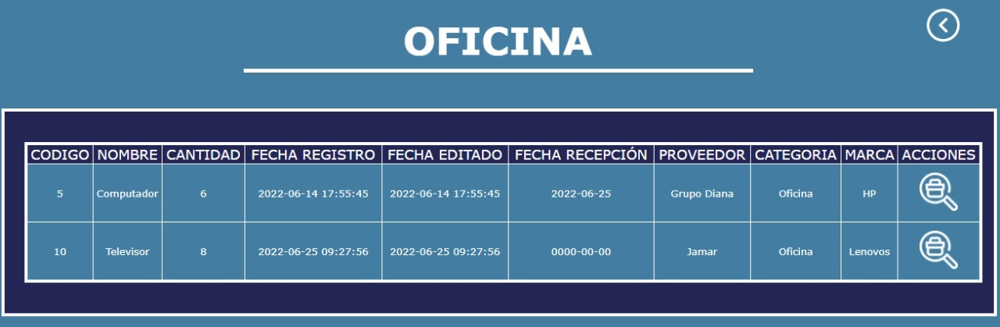 OFICINA
CODIGO NOMBRE CANTIDAD FECHA REGISTRO FECHA EDITADO FECHA RECEPCIÓN PROVEEDOR CATEGORIA MARCA ACCIONES
5 Computador 6 2022-06-14 17:55:45 2022-06-14 17:55:45 2022-06-25 Grupo Diana Oficina HP
10 Televisor 8 2022-06-25 09:27:56 2022-06-25 09:27:56 0000-00-00 Jamar Oficina Lenovos